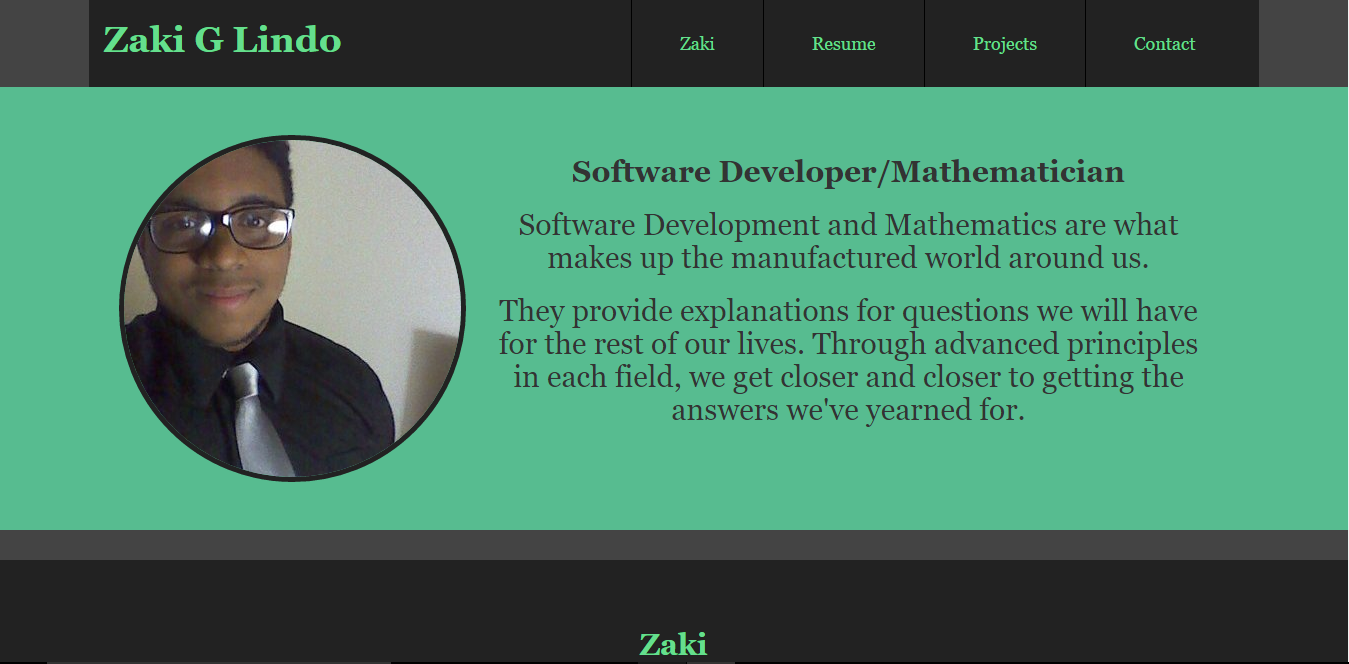 Zaki G Lindo
Zaki
Resume
Projects
Contact
Software Developer/Mathematician
Software Development and Mathematics are what
makes up the manufactured world around us.
They provide explanations for questions we will have
for the rest of our lives. Through advanced principles
in each field, we get closer and closer to getting the
answers we've yearned for.
Zaki